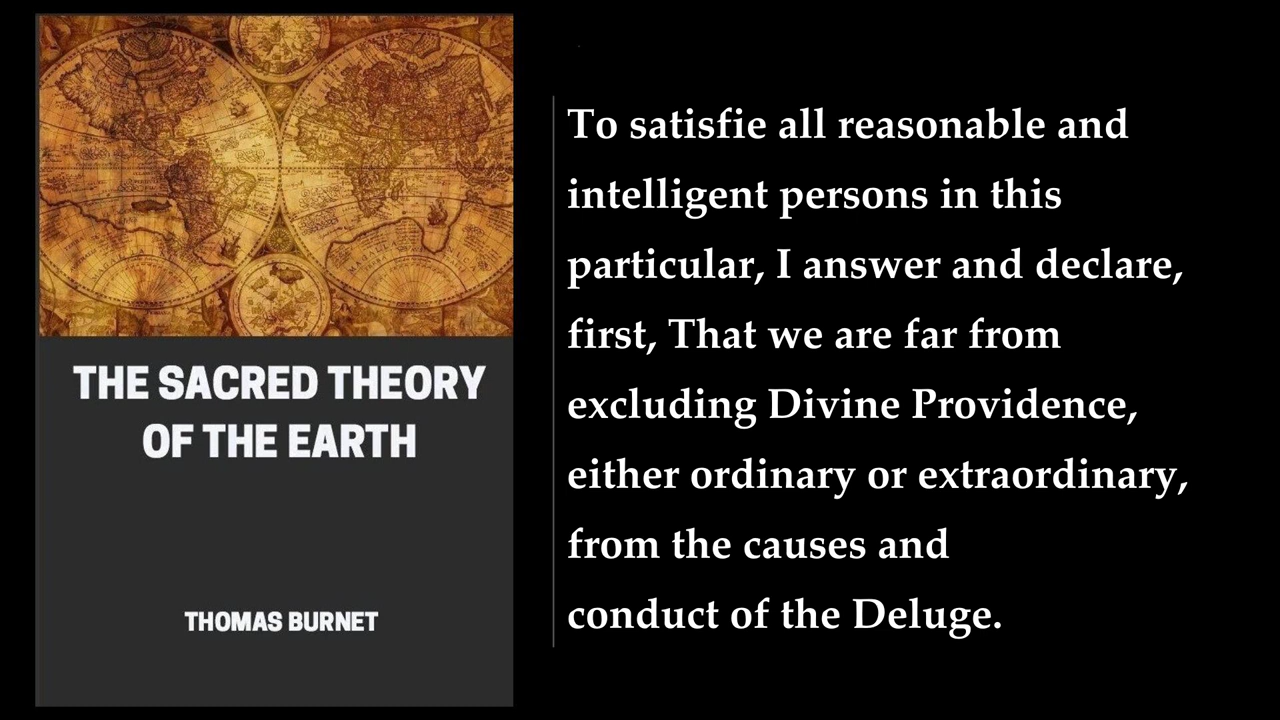 THE SACRED THEORY
OF THE EARTH
THOMAS BURNET
To satisfie all reasonable and
intelligent persons in this
particular, I answer and declare,
first, That we are far from
excluding Divine Providence,
either ordinary or extraordinary,
from the causes and
conduct of the Deluge.